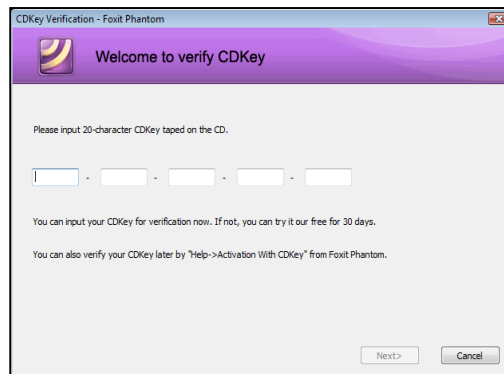 CDKey Verification - Foxit Phantom
Welcome to verify CDKey
Please input 20-character CDKey taped on the CD.
- - - -
You can input your CDKey for verification now. If not, you can try it our free for 30 days.
You can also verify your CDKey later by "Help->Activation With CDKey" from Foxit Phantom.
Next> Cancel